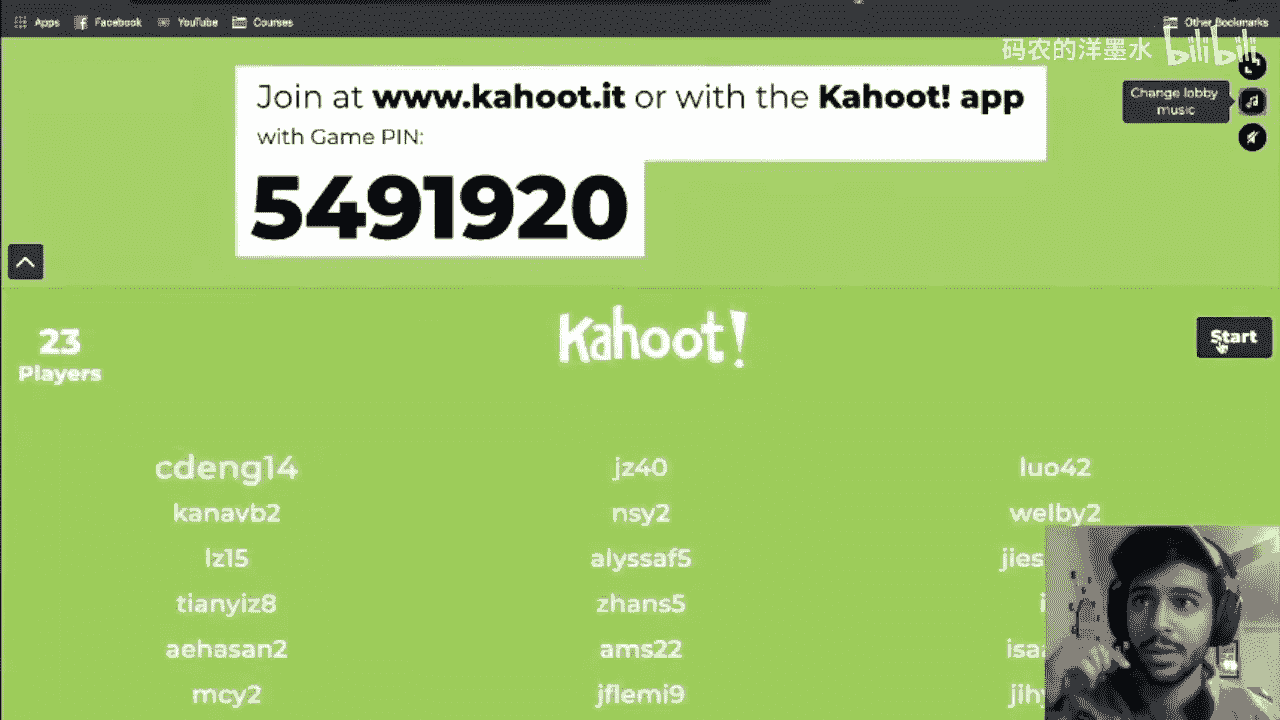 Apps Facebook YouTube Courses Other Bookmarks
码农的洋墨水 bilibili
Join at www.kahoot.it or with the Kahoot! app
with Game PIN:
5491920
Change lobby
music
23
Players
Kahoot!
Start
cdeng14 jz40 luo42
kanavb2 nsy2 welby2
lz15 alyssaf5
tianyiz8 zhans5
aehasan2 ams22
mcy2 jflemi9